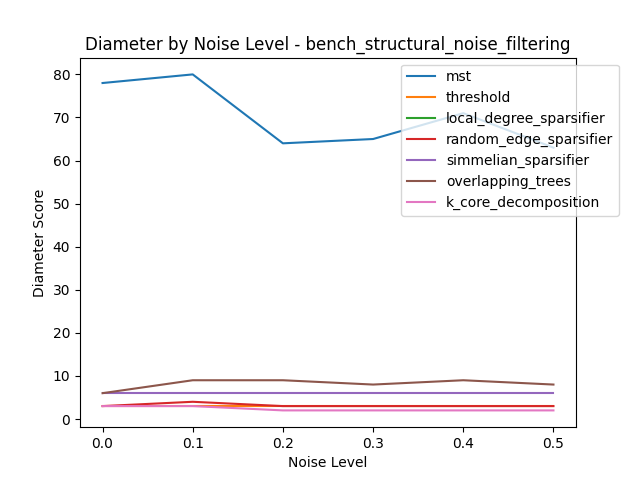 Diameter by Noise Level - bench_structural_noise_filtering
mst
threshold
local_degree_sparsifier
random_edge_sparsifier
simmelian_sparsifier
overlapping_trees
k_core_decomposition
Diameter Score
80
70
60
50
40
30
20
10
0
0.0 0.1 0.2 0.3 0.4 0.5
Noise Level